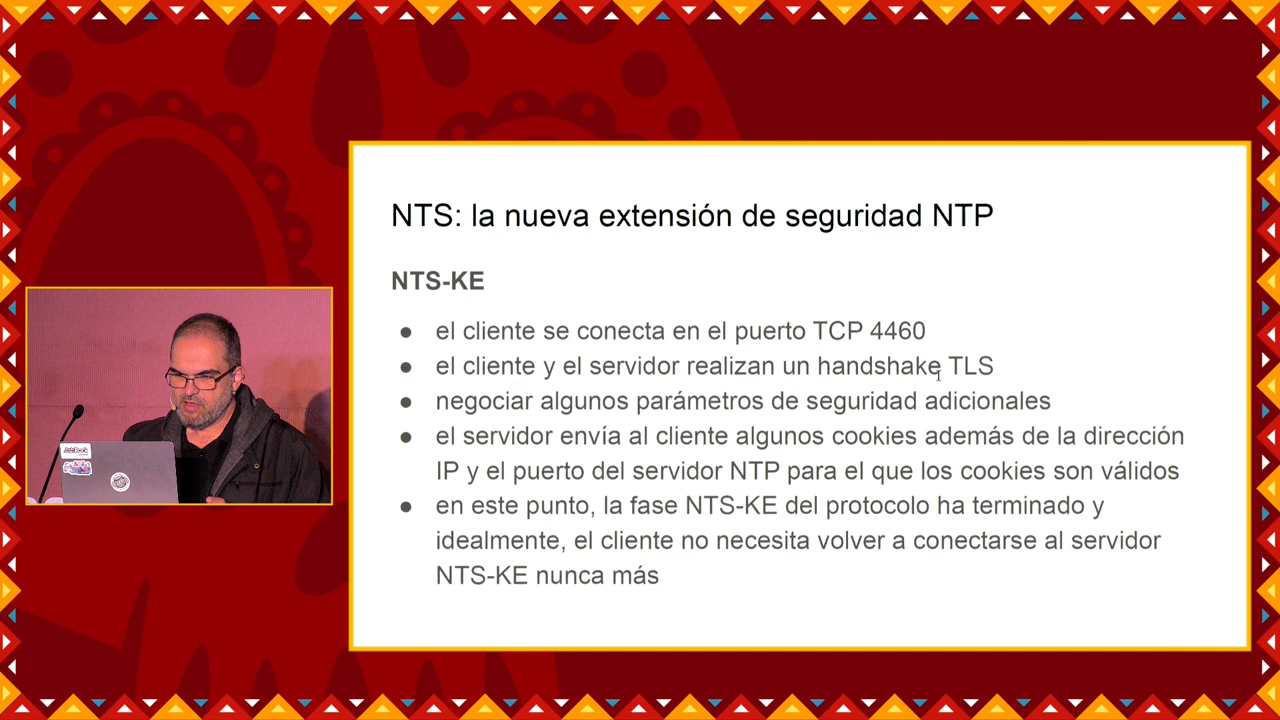 NTS: la nueva extensión de seguridad NTP
NTS-KE
● el cliente se conecta en el puerto TCP 4460
● el cliente y el servidor realizan un handshake TLS
● negociar algunos parámetros de seguridad adicionales
● el servidor envía al cliente algunos cookies además de la dirección
IP y el puerto del servidor NTP para el que los cookies son válidos
● en este punto, la fase NTS-KE del protocolo ha terminado y
idealmente, el cliente no necesita volver a conectarse al servidor
NTS-KE nunca más